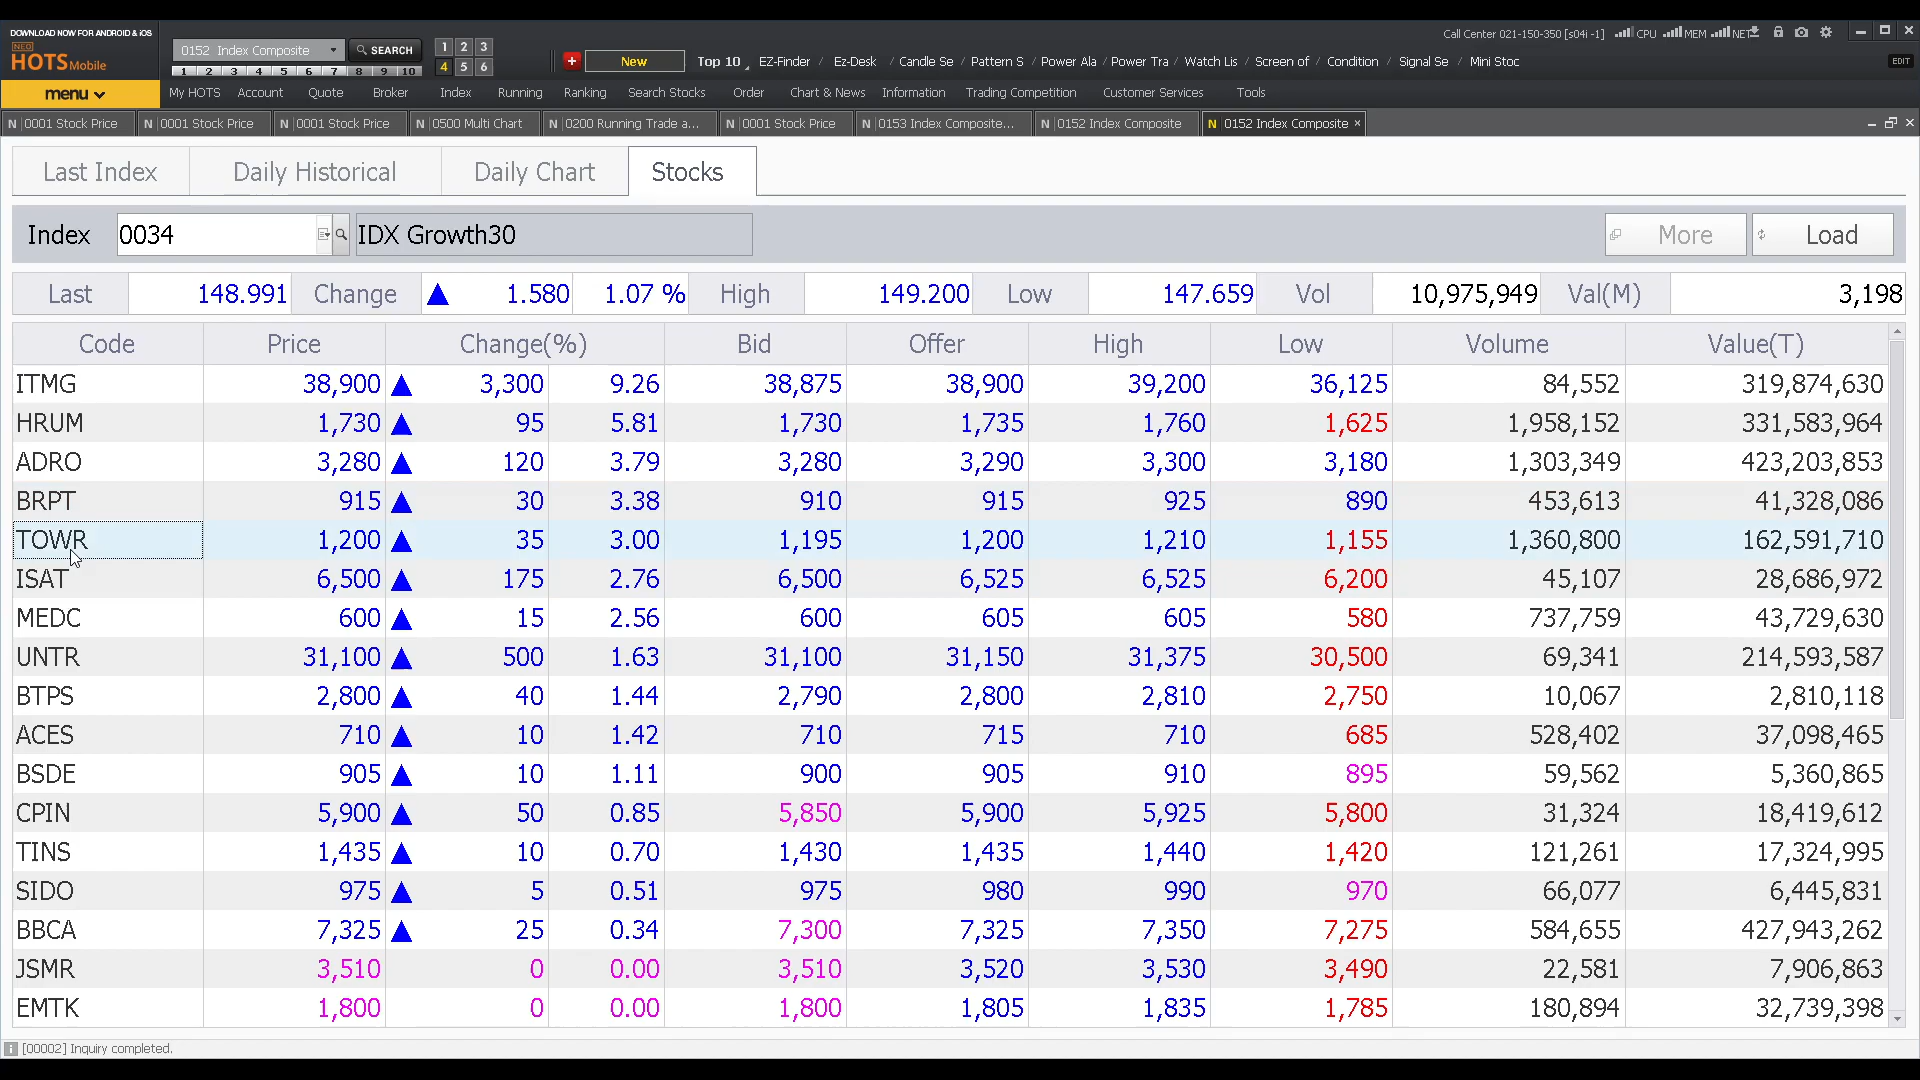 DOWNLOAD NOW FOR ANDROID & iOS
NEO
HOTS Mobile
0152 Index Composite
SEARCH
1 2 3 4 5 6 7 8 9 10
1 2 3
4 5 6
New
Top 10
EZ-Finder / Ez-Desk / Candle Se / Pattern S / Power Ala / Power Tra / Watch Lis / Screen of / Condition / Signal Se / Mini Stoc
Call Center 021-150-350 [s04i -1] CPU MEM NET
EDIT
menu
My HOTS Account Quote Broker Index Running Ranking Search Stocks Order Chart & News Information Trading Competition Customer Services Tools
N 0001 Stock Price N 0001 Stock Price N 0001 Stock Price N 0500 Multi Chart N 0200 Running Trade a... N 0001 Stock Price N 0153 Index Composite... N 0152 Index Composite N 0152 Index Composite ×
Last Index Daily Historical Daily Chart Stocks
Index 0034 IDX Growth30 More Load
Last 148.991 Change ▲ 1.580 1.07 % High 149.200 Low 147.659 Vol 10,975,949 Val(M) 3,198
Code Price Change(%) Bid Offer High Low Volume Value(T)
ITMG 38,900 ▲ 3,300 9.26 38,875 38,900 39,200 36,125 84,552 319,874,630
HRUM 1,730 ▲ 95 5.81 1,730 1,735 1,760 1,625 1,958,152 331,583,964
ADRO 3,280 ▲ 120 3.79 3,280 3,290 3,300 3,180 1,303,349 423,203,853
BRPT 915 ▲ 30 3.38 910 915 925 890 453,613 41,328,086
TOWR 1,200 ▲ 35 3.00 1,195 1,200 1,210 1,155 1,360,800 162,591,710
ISAT 6,500 ▲ 175 2.76 6,500 6,525 6,525 6,200 45,107 28,686,972
MEDC 600 ▲ 15 2.56 600 605 605 580 737,759 43,729,630
UNTR 31,100 ▲ 500 1.63 31,100 31,150 31,375 30,500 69,341 214,593,587
BTPS 2,800 ▲ 40 1.44 2,790 2,800 2,810 2,750 10,067 2,810,118
ACES 710 ▲ 10 1.42 710 715 710 685 528,402 37,098,465
BSDE 905 ▲ 10 1.11 900 905 910 895 59,562 5,360,865
CPIN 5,900 ▲ 50 0.85 5,850 5,900 5,925 5,800 31,324 18,419,612
TINS 1,435 ▲ 10 0.70 1,430 1,435 1,440 1,420 121,261 17,324,995
SIDO 975 ▲ 5 0.51 975 980 990 970 66,077 6,445,831
BBCA 7,325 ▲ 25 0.34 7,300 7,325 7,350 7,275 584,655 427,943,262
JSMR 3,510 0 0.00 3,510 3,520 3,530 3,490 22,581 7,906,863
EMTK 1,800 0 0.00 1,800 1,805 1,835 1,785 180,894 32,739,398
[00002] Inquiry completed.